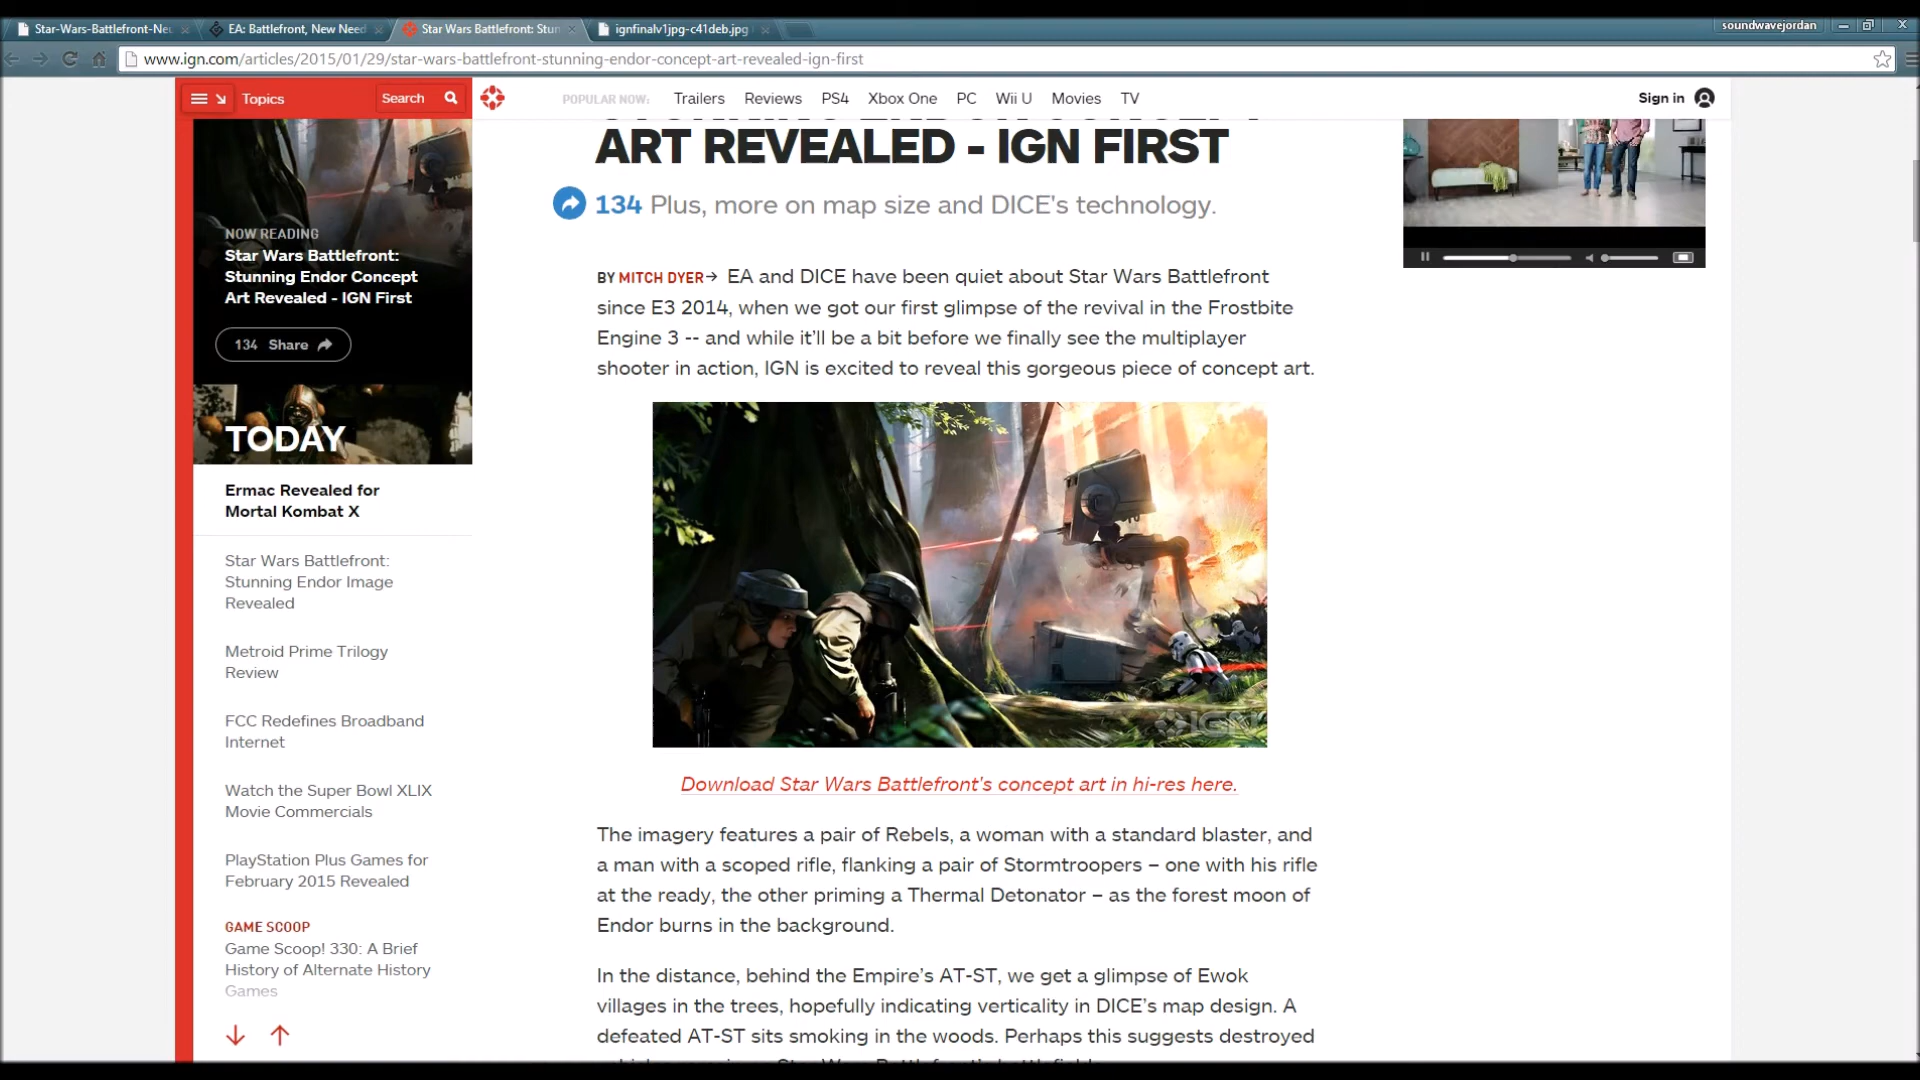 Star-Wars-Battlefront-Neu
EA: Battlefront, New Need
Star Wars Battlefront: Stun
ignfinalv1jpg-c41deb.jpg
soundwavejordan
www.ign.com/articles/2015/01/29/star-wars-battlefront-stunning-endor-concept-art-revealed-ign-first
Topics
Search
POPULAR NOW: Trailers Reviews PS4 Xbox One PC Wii U Movies TV
Sign in
NOW READING
Star Wars Battlefront:
Stunning Endor Concept
Art Revealed - IGN First
134 Share
TODAY
Ermac Revealed for
Mortal Kombat X
Star Wars Battlefront:
Stunning Endor Image
Revealed
Metroid Prime Trilogy
Review
FCC Redefines Broadband
Internet
Watch the Super Bowl XLIX
Movie Commercials
PlayStation Plus Games for
February 2015 Revealed
GAME SCOOP
Game Scoop! 330: A Brief
History of Alternate History
Games
STUNNING ENDOR CONCEPT
ART REVEALED - IGN FIRST
134 Plus, more on map size and DICE's technology.
BY MITCH DYER EA and DICE have been quiet about Star Wars Battlefront
since E3 2014, when we got our first glimpse of the revival in the Frostbite
Engine 3 -- and while it'll be a bit before we finally see the multiplayer
shooter in action, IGN is excited to reveal this gorgeous piece of concept art.
IGN
Download Star Wars Battlefront's concept art in hi-res here.
The imagery features a pair of Rebels, a woman with a standard blaster, and
a man with a scoped rifle, flanking a pair of Stormtroopers – one with his rifle
at the ready, the other priming a Thermal Detonator – as the forest moon of
Endor burns in the background.
In the distance, behind the Empire's AT-ST, we get a glimpse of Ewok
villages in the trees, hopefully indicating verticality in DICE's map design. A
defeated AT-ST sits smoking in the woods. Perhaps this suggests destroyed